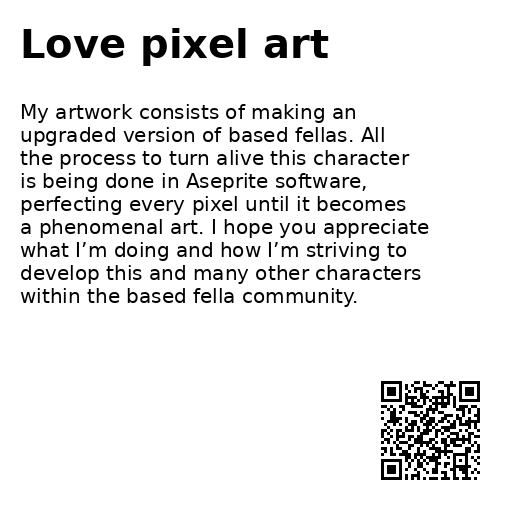 Love pixel art
My artwork consists of making an
upgraded version of based fellas. All
the process to turn alive this character
is being done in Aseprite software,
perfecting every pixel until it becomes
a phenomenal art. I hope you appreciate
what I’m doing and how I’m striving to
develop this and many other characters
within the based fella community.